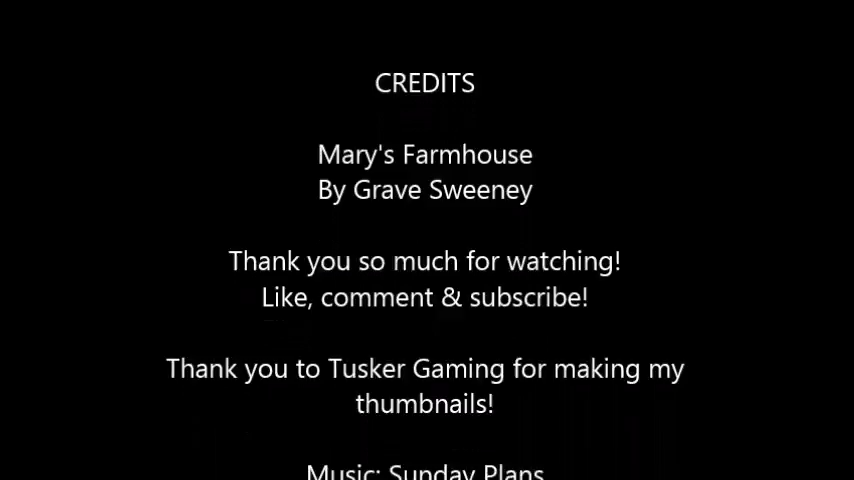 CREDITS
Mary's Farmhouse
By Grave Sweeney
Thank you so much for watching!
Like, comment & subscribe!
Thank you to Tusker Gaming for making my
thumbnails!
Music: Sunday Plans